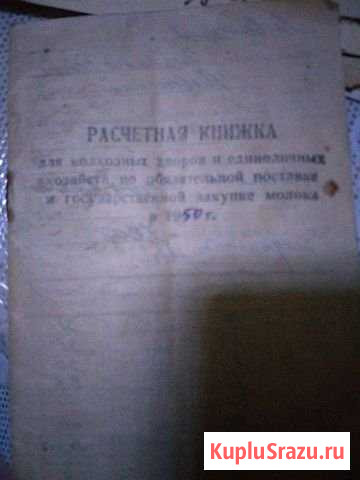 РАСЧЕТНАЯ КНИЖКА
для колхозных дворов и единоличных
хозяйств по обязательной поставке
и государственной закупке молока
в 1950 г.
KupluSrazu.ru